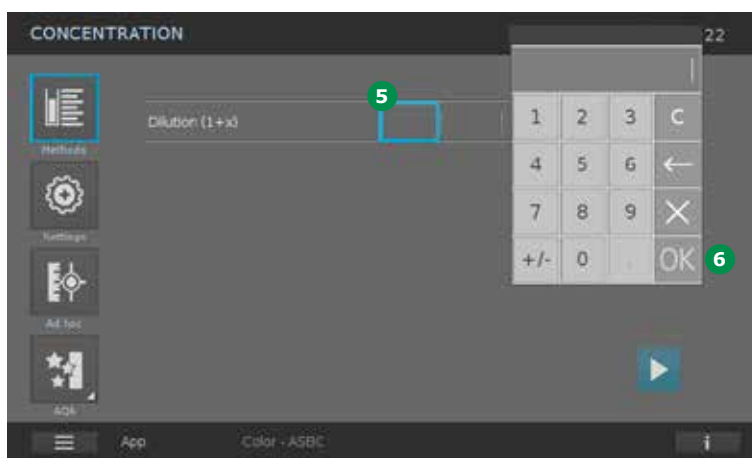 CONCENTRATION
22
Methods
Settings
Ad hoc
AQA
Dilution (1+x)
5
1 2 3 C
4 5 6 ←
7 8 9 X
+/- 0 . OK
6
App
Color - ASBC
i